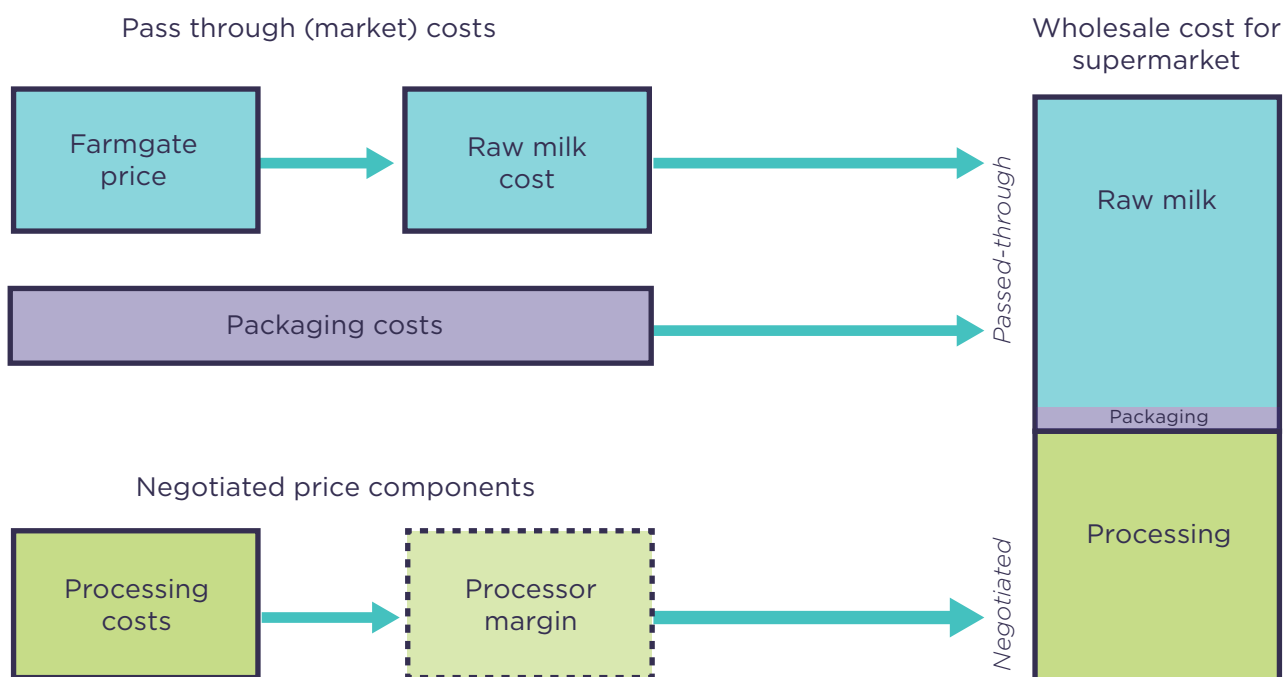 Pass through (market) costs
Wholesale cost for
supermarket
Farmgate
price
Raw milk
cost
Passed-through
Raw milk
Packaging costs
Packaging
Negotiated price components
Processing
costs
Processor
margin
Negotiated
Processing